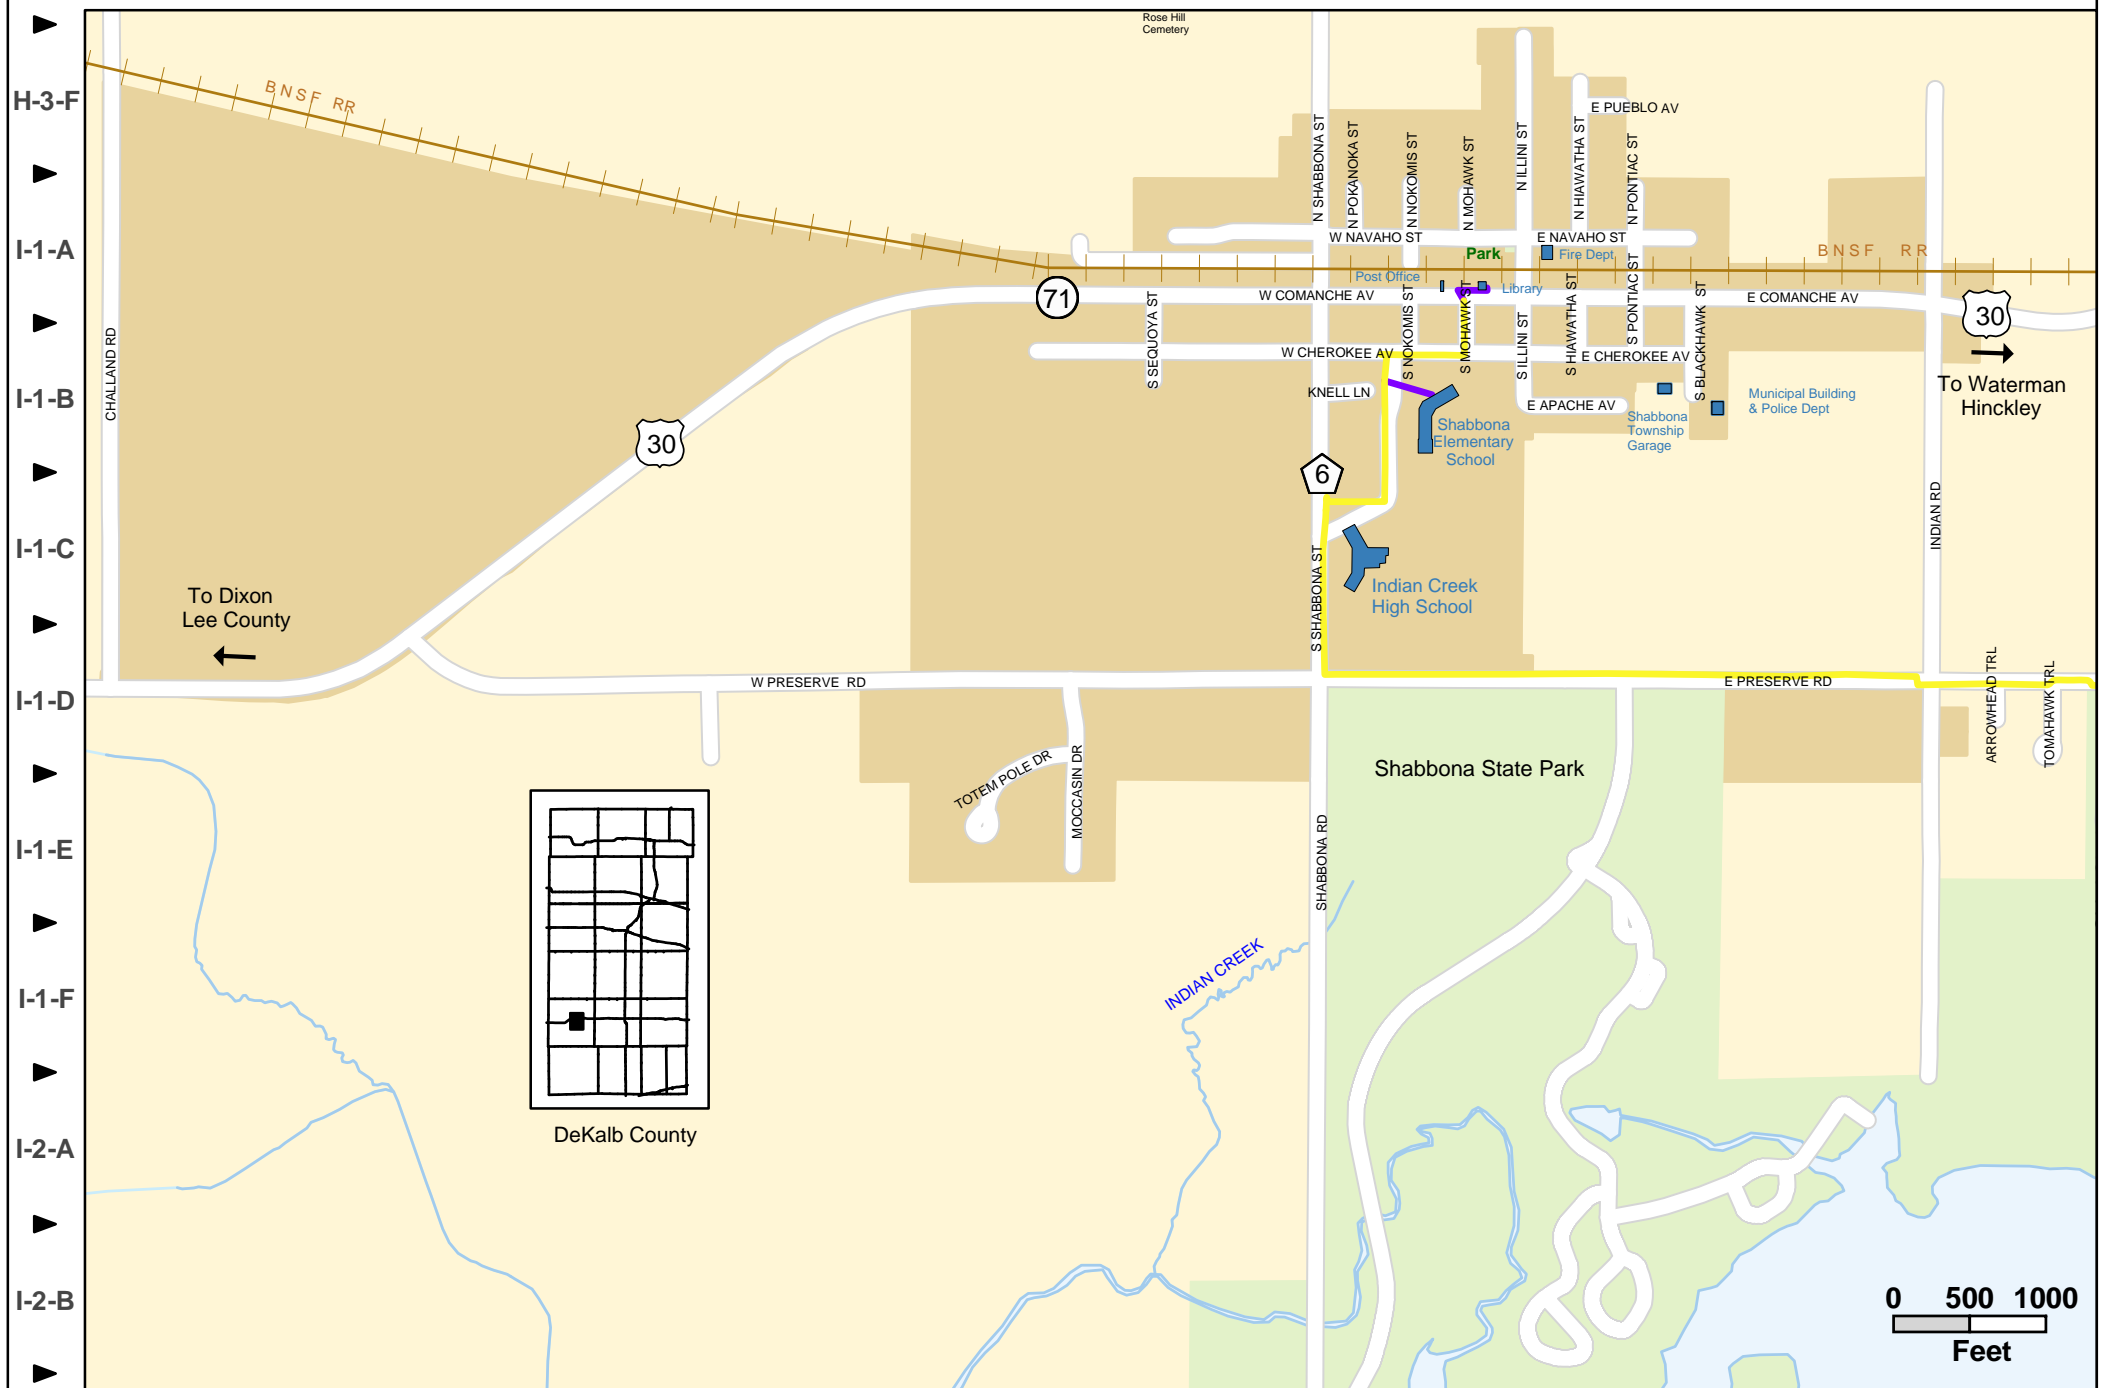 Rose Hill
Cemetery
H-3-F
I-1-A
I-1-B
I-1-C
I-1-D
I-1-E
I-1-F
I-2-A
I-2-B
BNSF RR
E PUEBLO AV
N SHABBONA ST
N POKANOKA ST
N NOKOMIS ST
N MOHAWK ST
N ILLINI ST
N HIAWATHA ST
N PONTIAC ST
W NAVAHO ST
E NAVAHO ST
Park
Fire Dept
BNSF RR
Post Office
Library
71
W COMANCHE AV
E COMANCHE AV
30
To Waterman
Hinckley
CHALLAND RD
S SEQUOYA ST
S NOKOMIS ST
S MOHAWK ST
S ILLINI ST
S HIAWATHA ST
S PONTIAC ST
S BLACKHAWK ST
W CHEROKEE AV
E CHEROKEE AV
KNELL LN
E APACHE AV
Municipal Building
& Police Dept
Shabbona
Township
Garage
Shabbona
Elementary
School
30
6
INDIAN RD
S SHABBONA ST
Indian Creek
High School
To Dixon
Lee County
W PRESERVE RD
E PRESERVE RD
ARROWHEAD TRL
TOMAHAWK TRL
TOTEM POLE DR
MOCCASIN DR
Shabbona State Park
SHABBONA RD
INDIAN CREEK
DeKalb County
0 500 1000
Feet